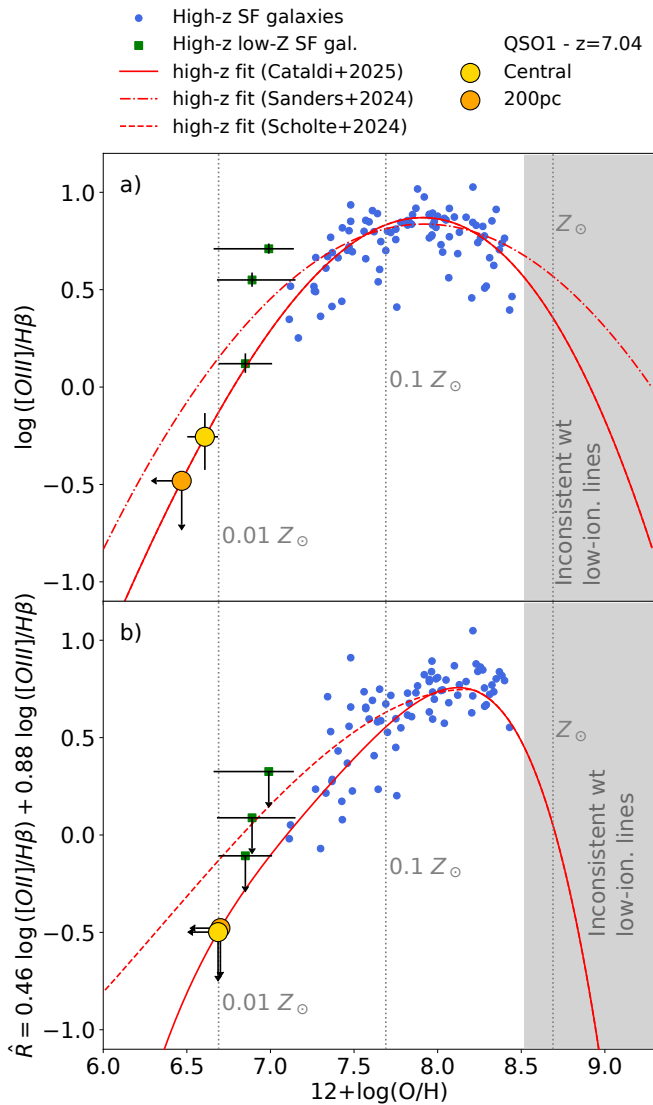 High-z SF galaxies
High-z low-Z SF gal.
high-z fit (Cataldi+2025)
high-z fit (Sanders+2024)
high-z fit (Scholte+2024)
QSO1 - z=7.04
Central
200pc
a)
1.0
0.5
0.0
−0.5
−1.0
log ([OIII]/Hβ)
0.01 Z⊙
0.1 Z⊙
Z⊙
Inconsistent wt
low-ion. lines
b)
1.0
0.5
0.0
−0.5
−1.0
R̂ = 0.46 log ([OII]/Hβ) + 0.88 log ([OIII]/Hβ)
0.01 Z⊙
0.1 Z⊙
Z⊙
Inconsistent wt
low-ion. lines
6.0 6.5 7.0 7.5 8.0 8.5 9.0
12+log(O/H)